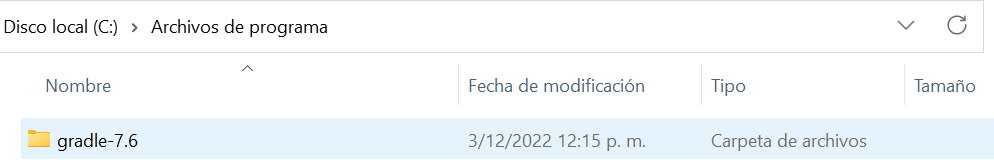 Disco local (C:) > Archivos de programa
Nombre Fecha de modificación Tipo Tamaño
gradle-7.6 3/12/2022 12:15 p. m. Carpeta de archivos